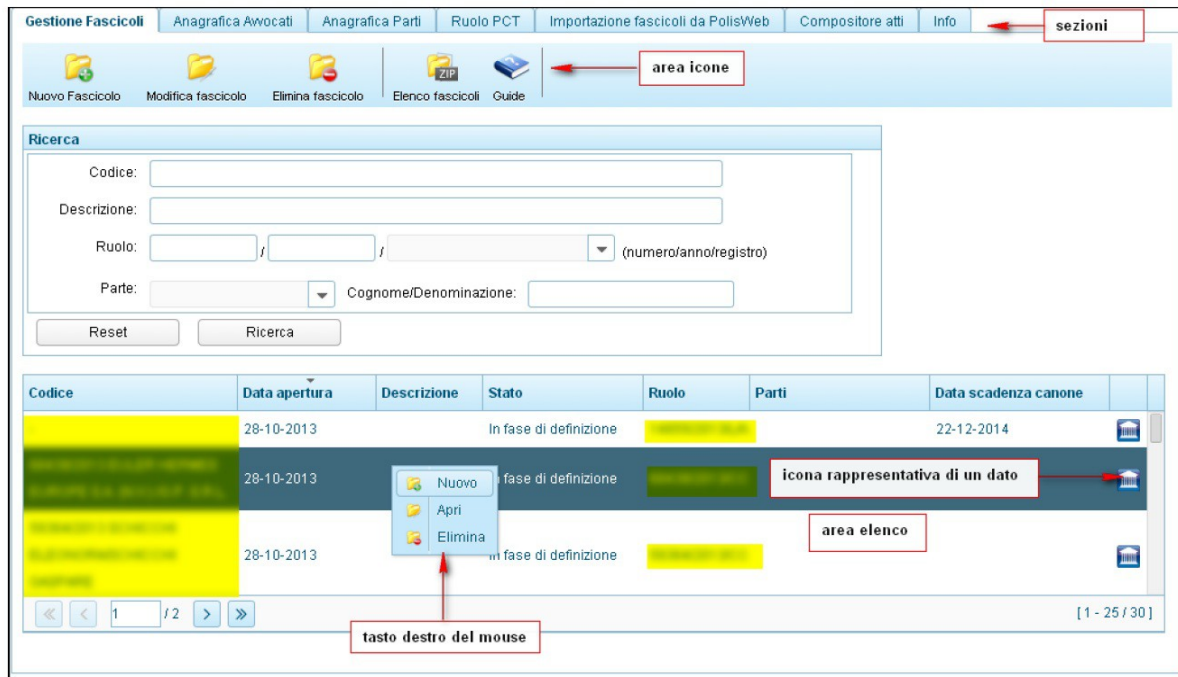 Gestione Fascicoli Anagrafica Avvocati Anagrafica Parti Ruolo PCT Importazione fascicoli da PolisWeb Compositore atti Info
sezioni
Nuovo Fascicolo Modifica fascicolo Elimina fascicolo ZIP Elenco fascicoli Guide
area icone
Ricerca
Codice:
Descrizione:
Ruolo: / / (numero/anno/registro)
Parte: Cognome/Denominazione:
Reset Ricerca
Codice Data apertura Descrizione Stato Ruolo Parti Data scadenza canone
28-10-2013 In fase di definizione 22-12-2014
28-10-2013 fase di definizione
icona rappresentativa di un dato
Nuovo
Apri
Elimina
area elenco
28-10-2013 In fase di definizione
1 / 2 [ 1 - 25 / 30 ]
tasto destro del mouse